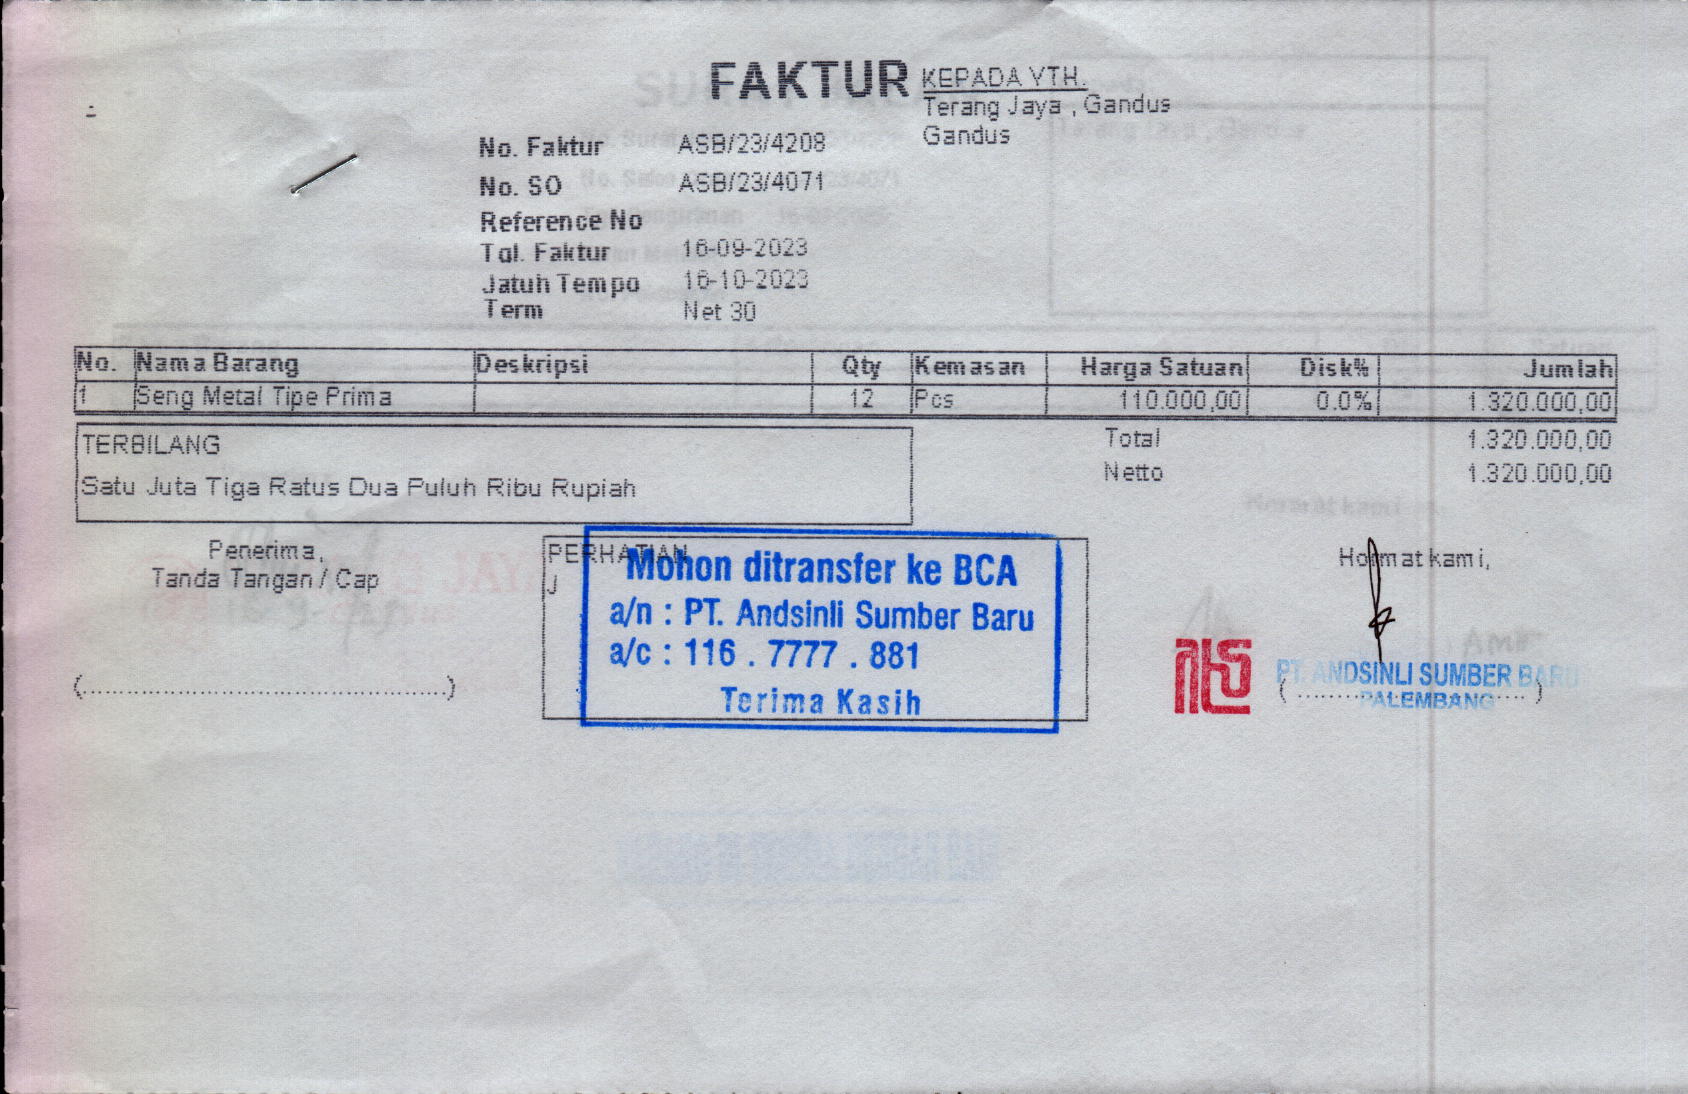 FAKTUR
KEPADA YTH.
Terang Jaya , Gandus
Gandus
No. Faktur ASB/23/4208
No. SO ASB/23/4071
Reference No
Tgl. Faktur 16-09-2023
Jatuh Tempo 16-10-2023
Term Net 30
No. Nama Barang Deskripsi Qty Kemasan Harga Satuan Disk% Jumlah
1 Seng Metal Tipe Prima 12 Pcs 110.000,00 0.0% 1.320.000,00
TERBILANG
Satu Juta Tiga Ratus Dua Puluh Ribu Rupiah
Total 1.320.000,00
Netto 1.320.000,00
Penerima,
Tanda Tangan / Cap
(............................................)
PERHATIAN
J
Mohon ditransfer ke BCA
a/n : PT. Andsinli Sumber Baru
a/c : 116 . 7777 . 881
Terima Kasih
Hormat kami,
PT. ANDSINLI SUMBER BARU
PALEMBANG